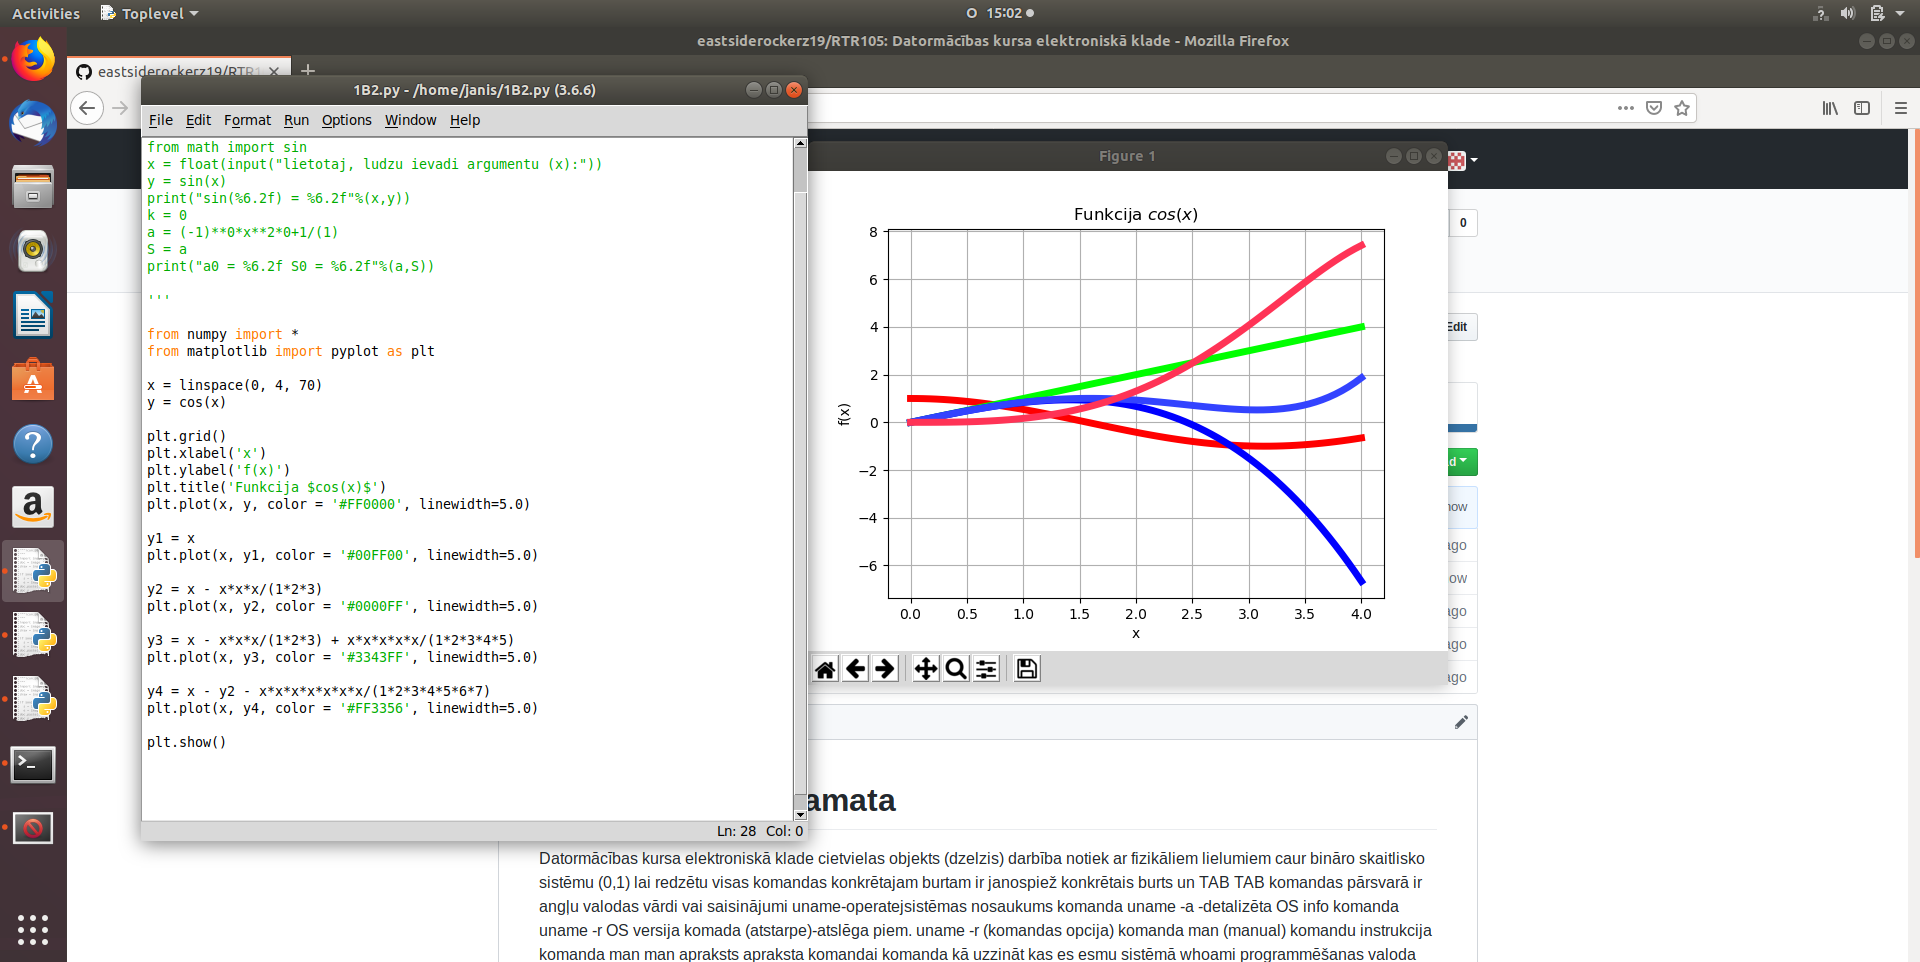 Activities
Toplevel
15:02
eastsiderockerz19/RTR105: Datormācības kursa elektroniskā klade - Mozilla Firefox
eastsiderockerz19/RTR1
1B2.py - /home/janis/1B2.py (3.6.6)
File Edit Format Run Options Window Help
from math import sin
x = float(input("lietotaj, ludzu ievadi argumentu (x):"))
y = sin(x)
print("sin(%6.2f) = %6.2f"%(x,y))
k = 0
a = (-1)**0*x**2*0+1/(1)
S = a
print("a0 = %6.2f S0 = %6.2f"%(a,S))
'''
from numpy import *
from matplotlib import pyplot as plt
x = linspace(0, 4, 70)
y = cos(x)
plt.grid()
plt.xlabel('x')
plt.ylabel('f(x)')
plt.title('Funkcija $cos(x)$')
plt.plot(x, y, color = '#FF0000', linewidth=5.0)
y1 = x
plt.plot(x, y1, color = '#00FF00', linewidth=5.0)
y2 = x - x*x*x/(1*2*3)
plt.plot(x, y2, color = '#0000FF', linewidth=5.0)
y3 = x - x*x*x/(1*2*3) + x*x*x*x*x/(1*2*3*4*5)
plt.plot(x, y3, color = '#3343FF', linewidth=5.0)
y4 = x - y2 - x*x*x*x*x*x*x/(1*2*3*4*5*6*7)
plt.plot(x, y4, color = '#FF3356', linewidth=5.0)
plt.show()
Ln: 28 Col: 0
Figure 1
Funkcija cos(x)
8
6
4
2
0
−2
−4
−6
f(x)
0.0 0.5 1.0 1.5 2.0 2.5 3.0 3.5 4.0
x
0
Edit
d
now
ago
ow
ago
ago
ago
amata
Datormācības kursa elektroniskā klade cietvielas objekts (dzelzis) darbība notiek ar fizikāliem lielumiem caur bināro skaitlisko
sistēmu (0,1) lai redzētu visas komandas konkrētajam burtam ir janospiež konkrētais burts un TAB TAB komandas pārsvarā ir
angļu valodas vārdi vai saisinājumi uname-operatejsistēmas nosaukums komanda uname -a -detalizēta OS info komanda
uname -r OS versija komada (atstarpe)-atslēga piem. uname -r (komandas opcija) komanda man (manual) komandu instrukcija
komanda man man apraksts apraksta komandai komanda kā uzzināt kas es esmu sistēmā whoami programmēšanas valoda